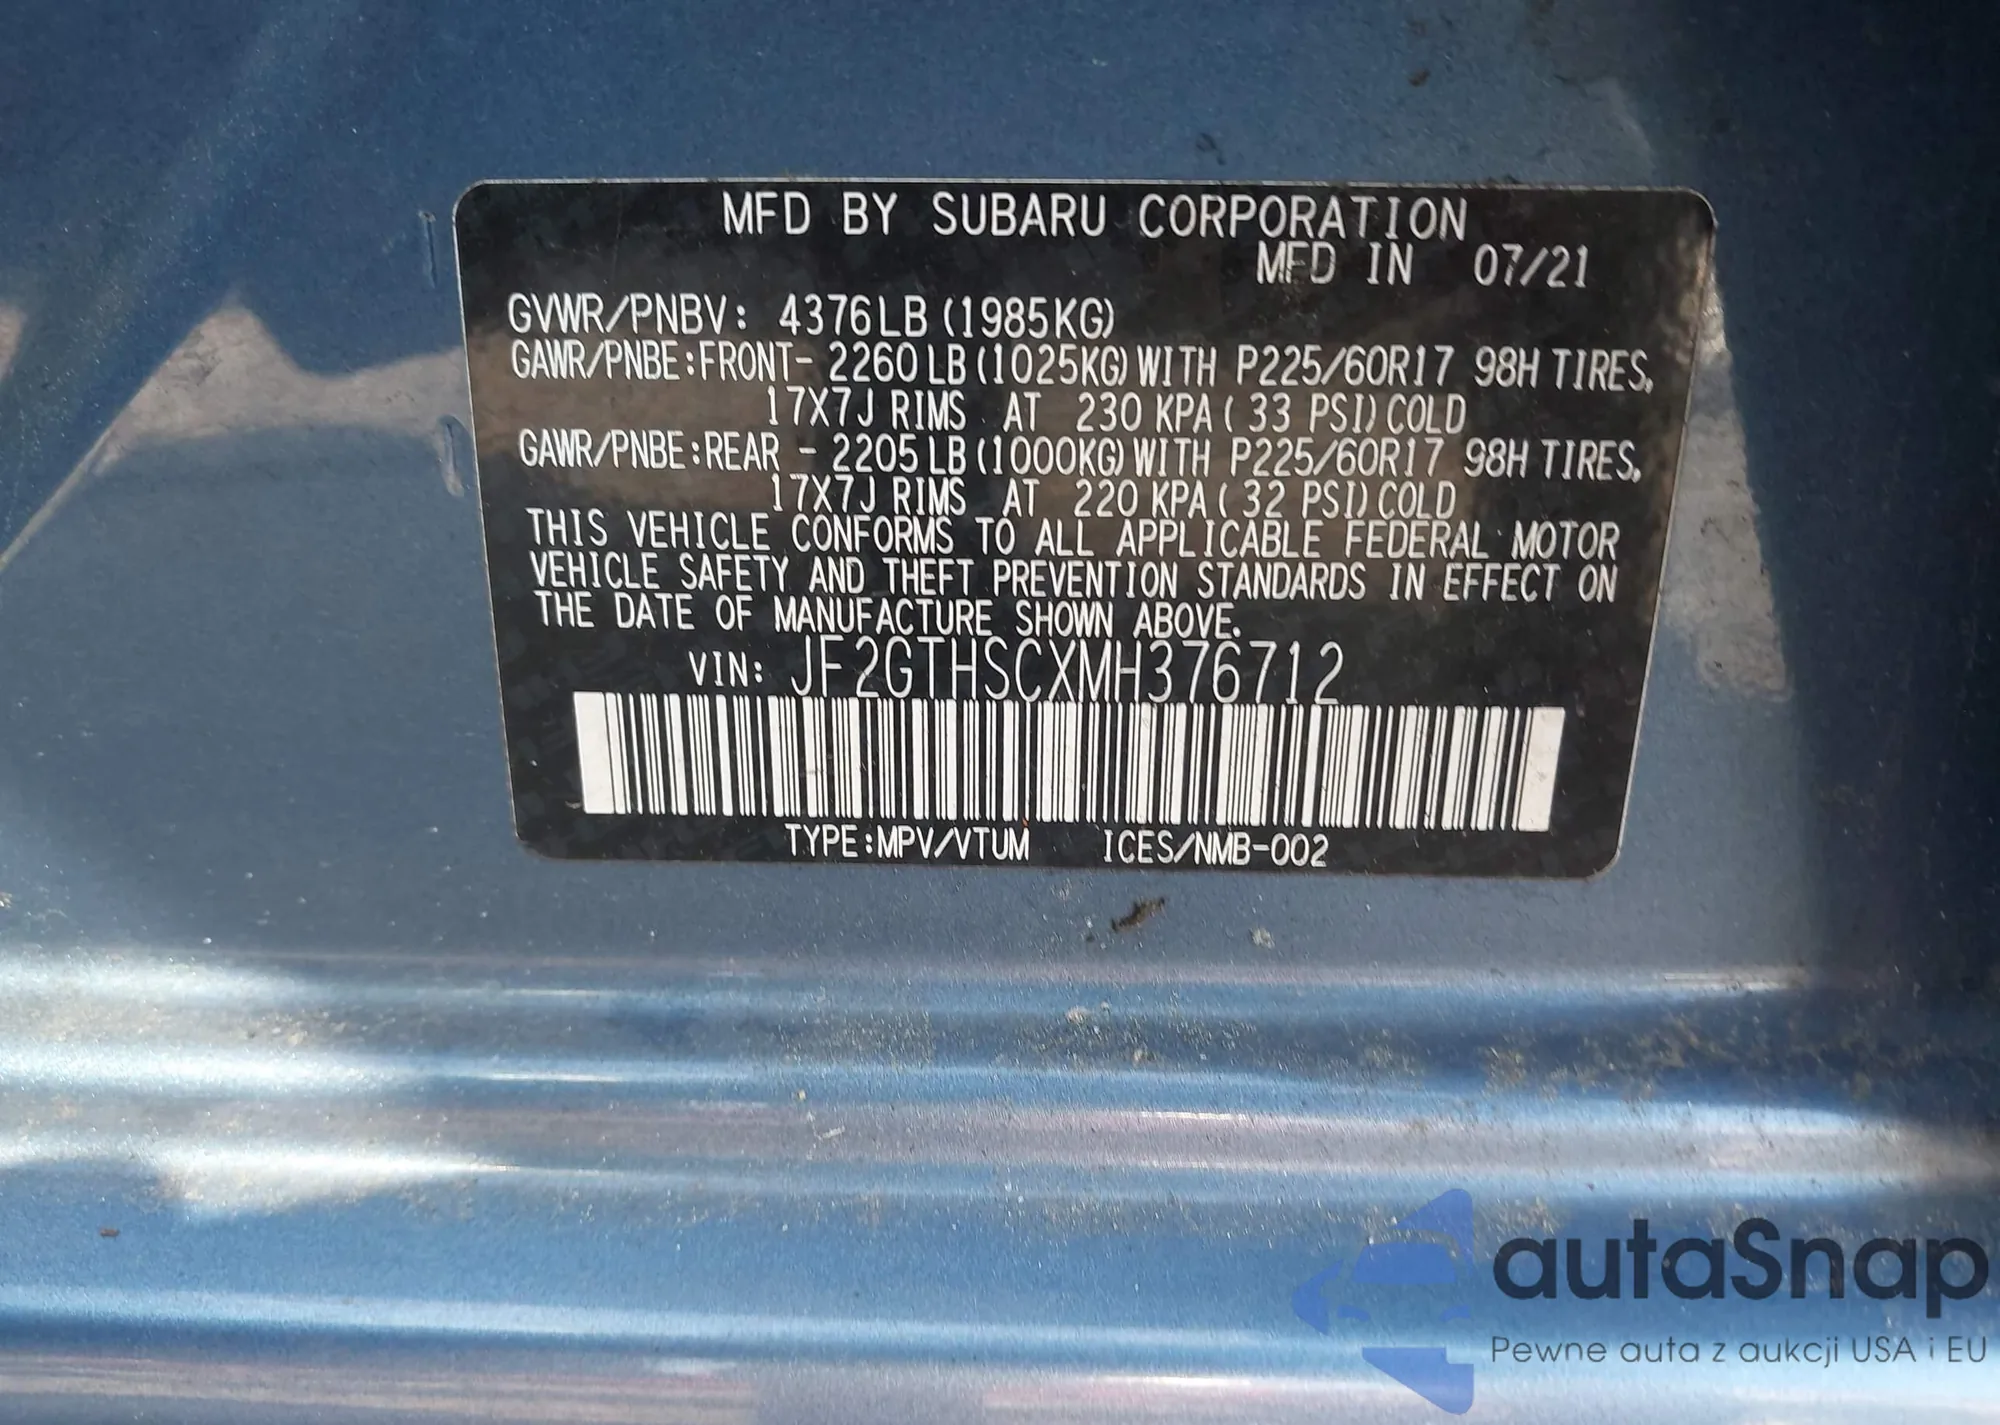 MFD BY SUBARU CORPORATION
MFD IN 07/21
GVWR/PNBV: 4376LB (1985KG)
GAWR/PNBE:FRONT- 2260 LB (1025KG) WITH P225/60R17 98H TIRES,
17X7J RIMS AT 230 KPA ( 33 PSI) COLD
GAWR/PNBE:REAR - 2205 LB (1000KG) WITH P225/60R17 98H TIRES,
17X7J RIMS AT 220 KPA ( 32 PSI) COLD
THIS VEHICLE CONFORMS TO ALL APPLICABLE FEDERAL MOTOR
VEHICLE SAFETY AND THEFT PREVENTION STANDARDS IN EFFECT ON
THE DATE OF MANUFACTURE SHOWN ABOVE.
VIN: JF2GTHSCXMH376712
TYPE:MPV/VTUM ICES/NMB-002
autaSnap
Pewne auta z aukcji USA i EU